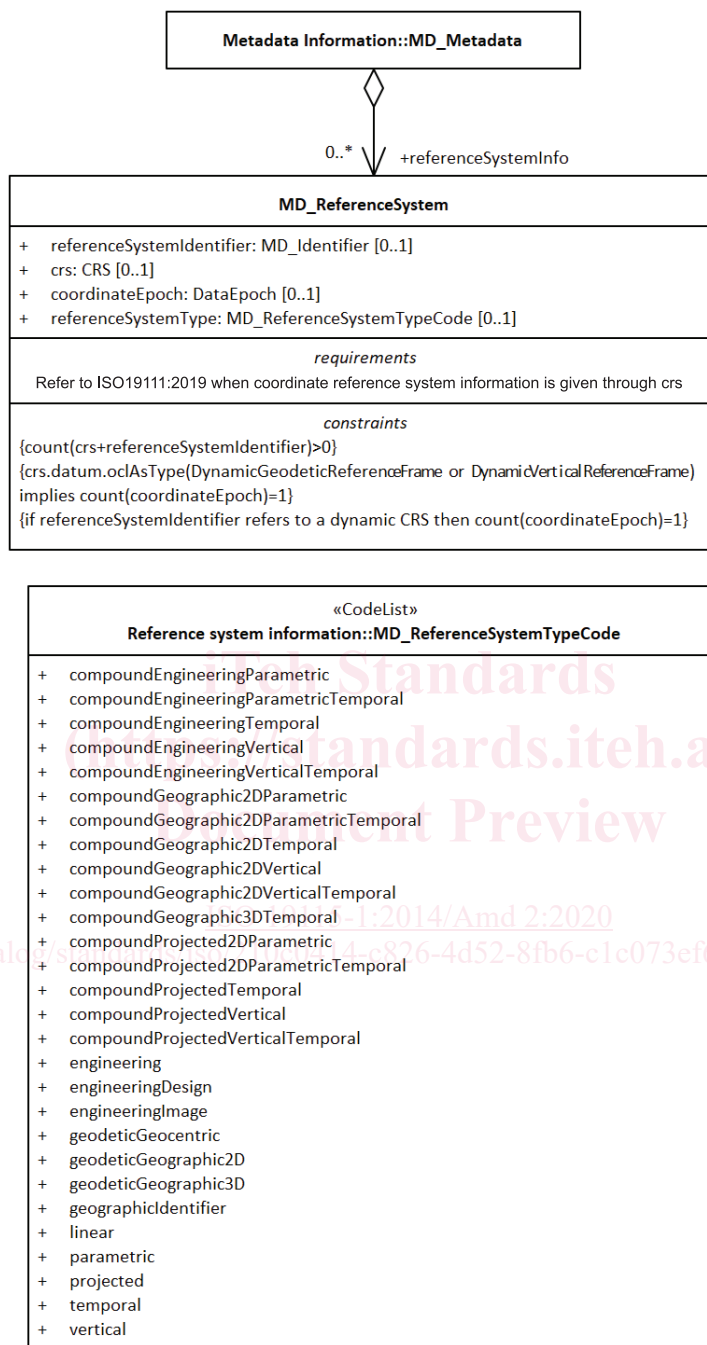 Metadata Information::MD_Metadata
0..*
+referenceSystemInfo
MD_ReferenceSystem
+ referenceSystemIdentifier: MD_Identifier [0..1]
+ crs: CRS [0..1]
+ coordinateEpoch: DataEpoch [0..1]
+ referenceSystemType: MD_ReferenceSystemTypeCode [0..1]
requirements
Refer to ISO19111:2019 when coordinate reference system information is given through crs
constraints
{count(crs+referenceSystemIdentifier)>0}
{crs.datum.oclAsType(DynamicGeodeticReferenceFrame or DynamicVerticalReferenceFrame)
implies count(coordinateEpoch)=1}
{if referenceSystemIdentifier refers to a dynamic CRS then count(coordinateEpoch)=1}
«CodeList»
Reference system information::MD_ReferenceSystemTypeCode
iTeh Standards
+ compoundEngineeringParametric
+ compoundEngineeringParametricTemporal
+ compoundEngineeringTemporal
(https://standards.iteh.a
+ compoundEngineeringVertical
+ compoundEngineeringVerticalTemporal
+ compoundGeographic2DParametric
+ compoundGeographic2DParametricTemporal
Document Preview
+ compoundGeographic2DTemporal
+ compoundGeographic2DVertical
+ compoundGeographic2DVerticalTemporal
+ compoundGeographic3DTemporal
ISO 19115-1:2014/Amd 2:2020
+ compoundProjected2DParametric
+ compoundProjected2DParametricTemporal
+ compoundProjectedTemporal
+ compoundProjectedVertical
+ compoundProjectedVerticalTemporal
+ engineering
+ engineeringDesign
+ engineeringImage
+ geodeticGeocentric
+ geodeticGeographic2D
+ geodeticGeographic3D
+ geographicIdentifier
+ linear
+ parametric
+ projected
+ temporal
+ vertical